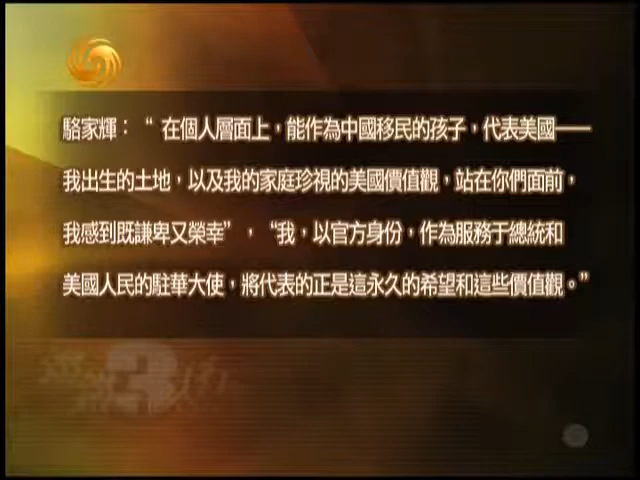 駱家輝：“在個人層面上，能作為中國移民的孩子，代表美國——
我出生的土地，以及我的家庭珍視的美國價值觀，站在你們面前，
我感到既謙卑又榮幸”，“我，以官方身份，作為服務于總統和
美國人民的駐華大使，將代表的正是這永久的希望和這些價值觀。”